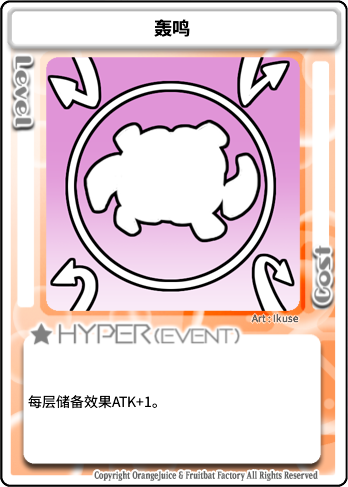 轰鸣
Level
Cost
Art : Ikuse
★ HYPER (EVENT)
每层储备效果ATK+1。
Copyright OrangeJuice & Fruitbat Factory All Rights Reserved